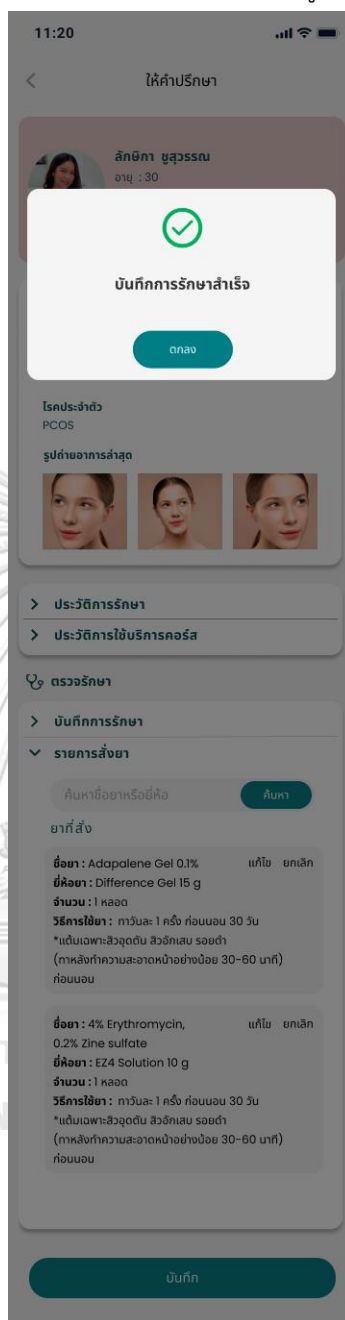 11:20
ให้คำปรึกษา
ลักษิกา ชูสุวรรณ
อายุ : 30
บันทึกการรักษาสำเร็จ
ตกลง
โรคประจำตัว
PCOS
รูปถ่ายอาการล่าสุด
ประวัติการรักษา
ประวัติการใช้บริการคอร์ส
ตรวจรักษา
บันทึกการรักษา
รายการสั่งยา
ค้นหาชื่อยาหรือยี่ห้อ ค้นหา
ยาที่สั่ง
ชื่อยา : Adapalene Gel 0.1% แก้ไข ยกเลิก
ยี่ห้อยา : Difference Gel 15 g
จำนวน : 1 หลอด
วิธีการใช้ยา : ทาวันละ 1 ครั้ง ก่อนนอน 30 วัน
*แต้มเฉพาะสิวอุดตัน สิวอักเสบ รอยดำ
(ทาหลังทำความสะอาดหน้าอย่างน้อย 30-60 นาที)
ก่อนนอน
ชื่อยา : 4% Erythromycin, แก้ไข ยกเลิก
0.2% Zine sulfate
ยี่ห้อยา : EZ4 Solution 10 g
จำนวน : 1 หลอด
วิธีการใช้ยา : ทาวันละ 1 ครั้ง ก่อนนอน 30 วัน
*แต้มเฉพาะสิวอุดตัน สิวอักเสบ รอยดำ
(ทาหลังทำความสะอาดหน้าอย่างน้อย 30-60 นาที)
ก่อนนอน
บันทึก